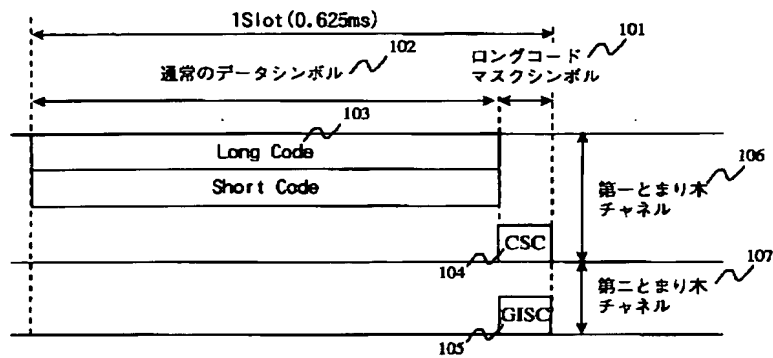 1Slot(0.625ms)
102
101
通常のデータシンボル
ロングコード
マスクシンボル
103
Long Code
Short Code
106
第一とまり木
チャネル
CSC
104
107
第二とまり木
チャネル
GISC
105